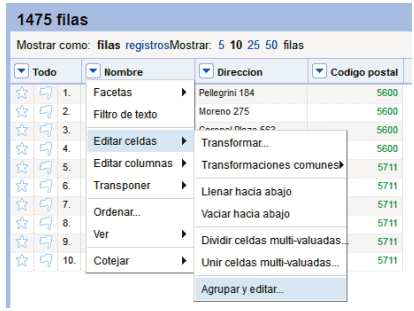 1475 filas
Mostrar como: filas registrosMostrar: 5 10 25 50 filas
Todo Nombre Direccion Codigo postal
1. Facetas Pellegrini 184 5600
2. Filtro de texto Moreno 275 5600
3. Coronel Plaza 562 5600
4. Editar celdas Transformar... 5600
5. Editar columnas Transformaciones comunes 5711
6. Transponer Llenar hacia abajo 5711
7. Ordenar... Vaciar hacia abajo 5711
8. Ver 5711
9. Dividir celdas multi-valuadas... 5711
10. Cotejar Unir celdas multi-valuadas... 5711
Agrupar y editar...